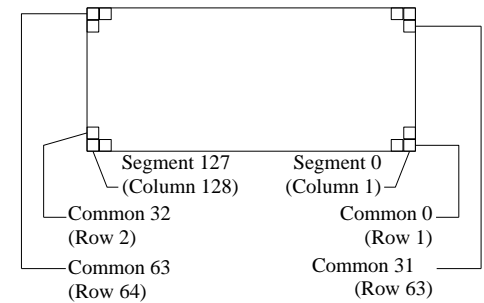 Segment 127
(Column 128)
Segment 0
(Column 1)
Common 32
(Row 2)
Common 0
(Row 1)
Common 63
(Row 64)
Common 31
(Row 63)